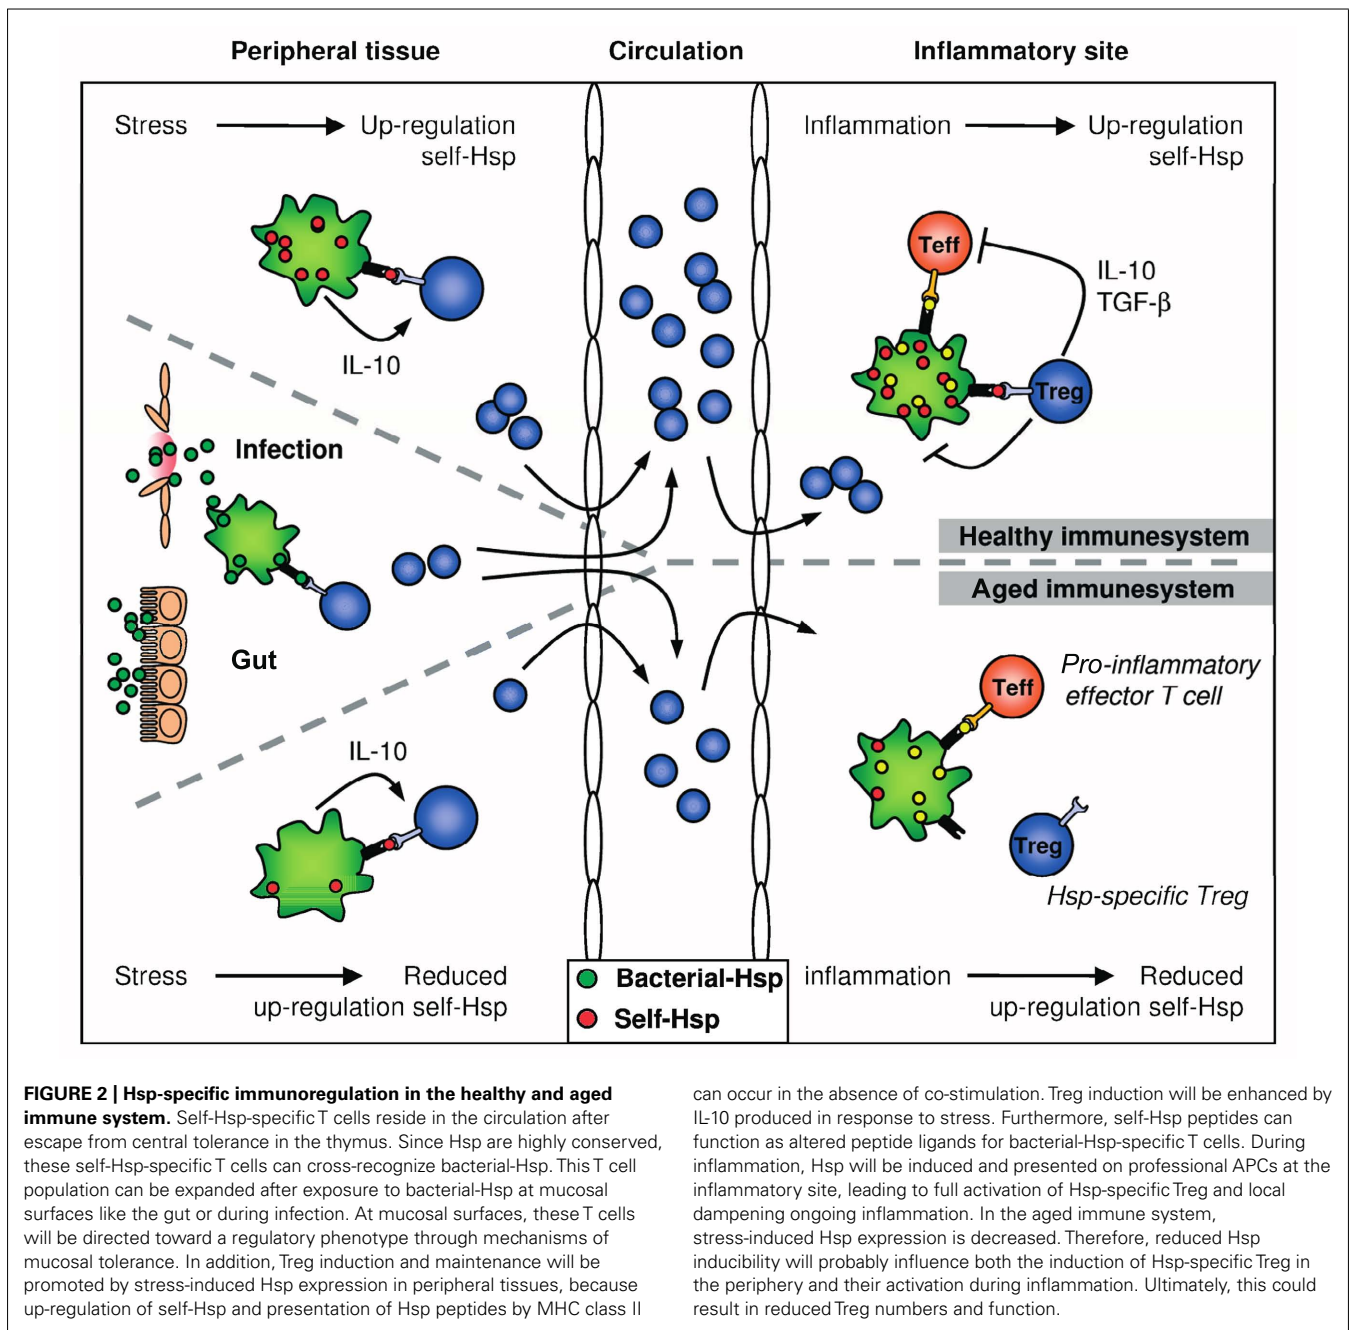 Peripheral tissue
Circulation
Inflammatory site
Stress
Up-regulation
self-Hsp
Inflammation
Up-regulation
self-Hsp
Teff
IL-10
TGF-β
Treg
IL-10
Infection
Healthy immunesystem
Aged immunesystem
Gut
Pro-inflammatory
effector T cell
Teff
IL-10
Treg
Hsp-specific Treg
Stress
Reduced
up-regulation self-Hsp
Bacterial-Hsp
Self-Hsp
inflammation
Reduced
up-regulation self-Hsp
FIGURE 2 | Hsp-specific immunoregulation in the healthy and aged
immune system. Self-Hsp-specific T cells reside in the circulation after
escape from central tolerance in the thymus. Since Hsp are highly conserved,
these self-Hsp-specific T cells can cross-recognize bacterial-Hsp. This T cell
population can be expanded after exposure to bacterial-Hsp at mucosal
surfaces like the gut or during infection. At mucosal surfaces, these T cells
will be directed toward a regulatory phenotype through mechanisms of
mucosal tolerance. In addition, Treg induction and maintenance will be
promoted by stress-induced Hsp expression in peripheral tissues, because
up-regulation of self-Hsp and presentation of Hsp peptides by MHC class II
can occur in the absence of co-stimulation. Treg induction will be enhanced by
IL-10 produced in response to stress. Furthermore, self-Hsp peptides can
function as altered peptide ligands for bacterial-Hsp-specific T cells. During
inflammation, Hsp will be induced and presented on professional APCs at the
inflammatory site, leading to full activation of Hsp-specific Treg and local
dampening ongoing inflammation. In the aged immune system,
stress-induced Hsp expression is decreased. Therefore, reduced Hsp
inducibility will probably influence both the induction of Hsp-specific Treg in
the periphery and their activation during inflammation. Ultimately, this could
result in reduced Treg numbers and function.